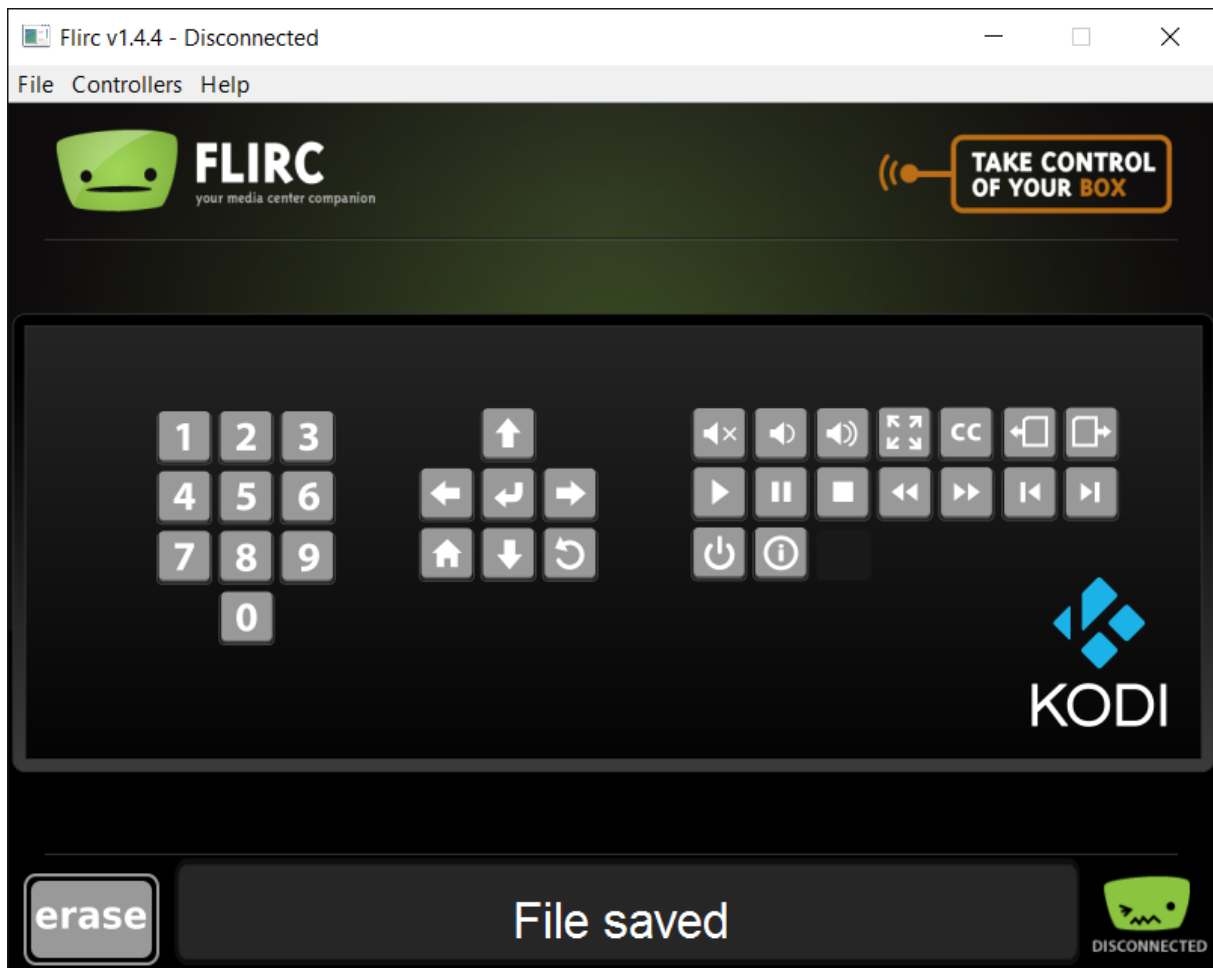 Flirc v1.4.4 - Disconnected
File Controllers Help
FLIRC
your media center companion
TAKE CONTROL
OF YOUR BOX
1 2 3
CC
4 5 6
7 8 9
0
KODI
erase
File saved
DISCONNECTED